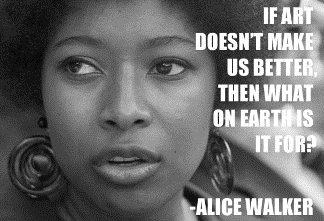 IF ART
DOESN'T MAKE
US BETTER,
THEN WHAT
ON EARTH IS
IT FOR?
-ALICE WALKER